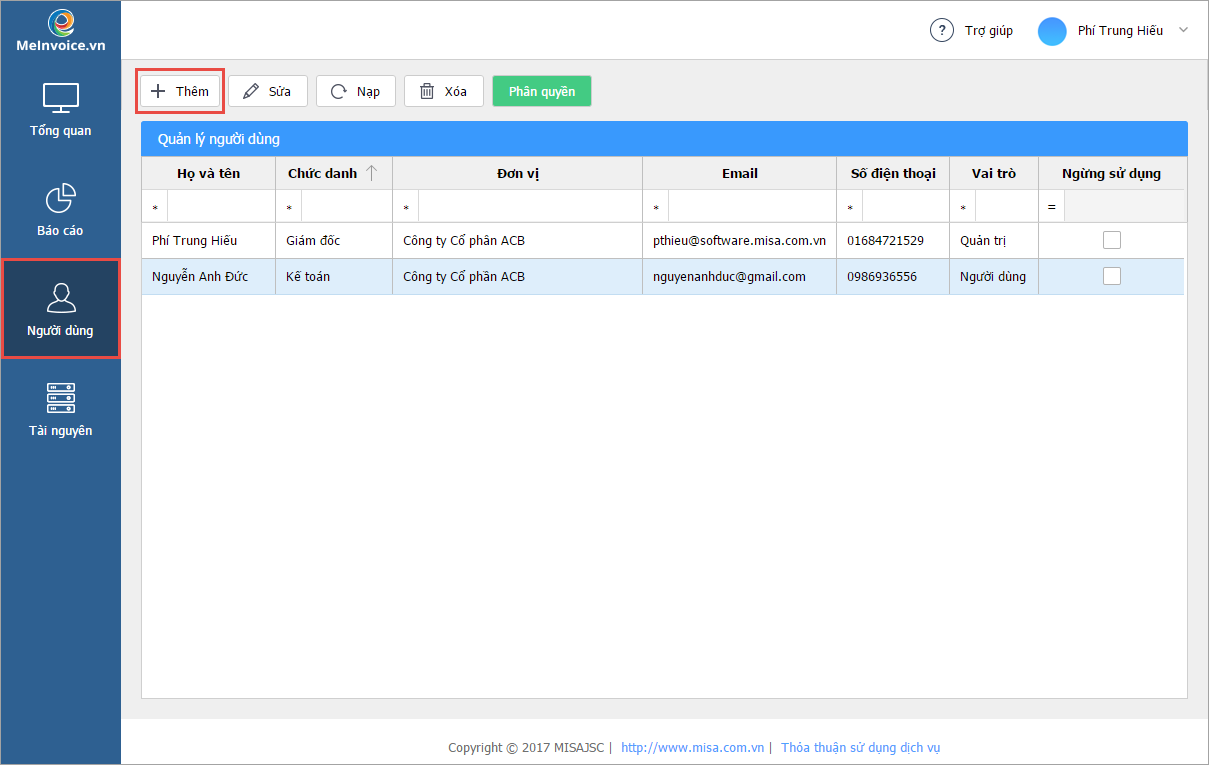 MeInvoice.vn
Trợ giúp
Phí Trung Hiếu
Tổng quan
Báo cáo
Người dùng
Tài nguyên
Thêm
Sửa
Nạp
Xóa
Phân quyền
Quản lý người dùng
Họ và tên Chức danh Đơn vị Email Số điện thoại Vai trò Ngừng sử dụng
* * * * * * =
Phí Trung Hiếu Giám đốc Công ty Cổ phần ACB pthieu@software.misa.com.vn 01684721529 Quản trị
Nguyễn Anh Đức Kế toán Công ty Cổ phần ACB nguyenanhduc@gmail.com 0986936556 Người dùng
Copyright © 2017 MISAJSC | http://www.misa.com.vn | Thỏa thuận sử dụng dịch vụ